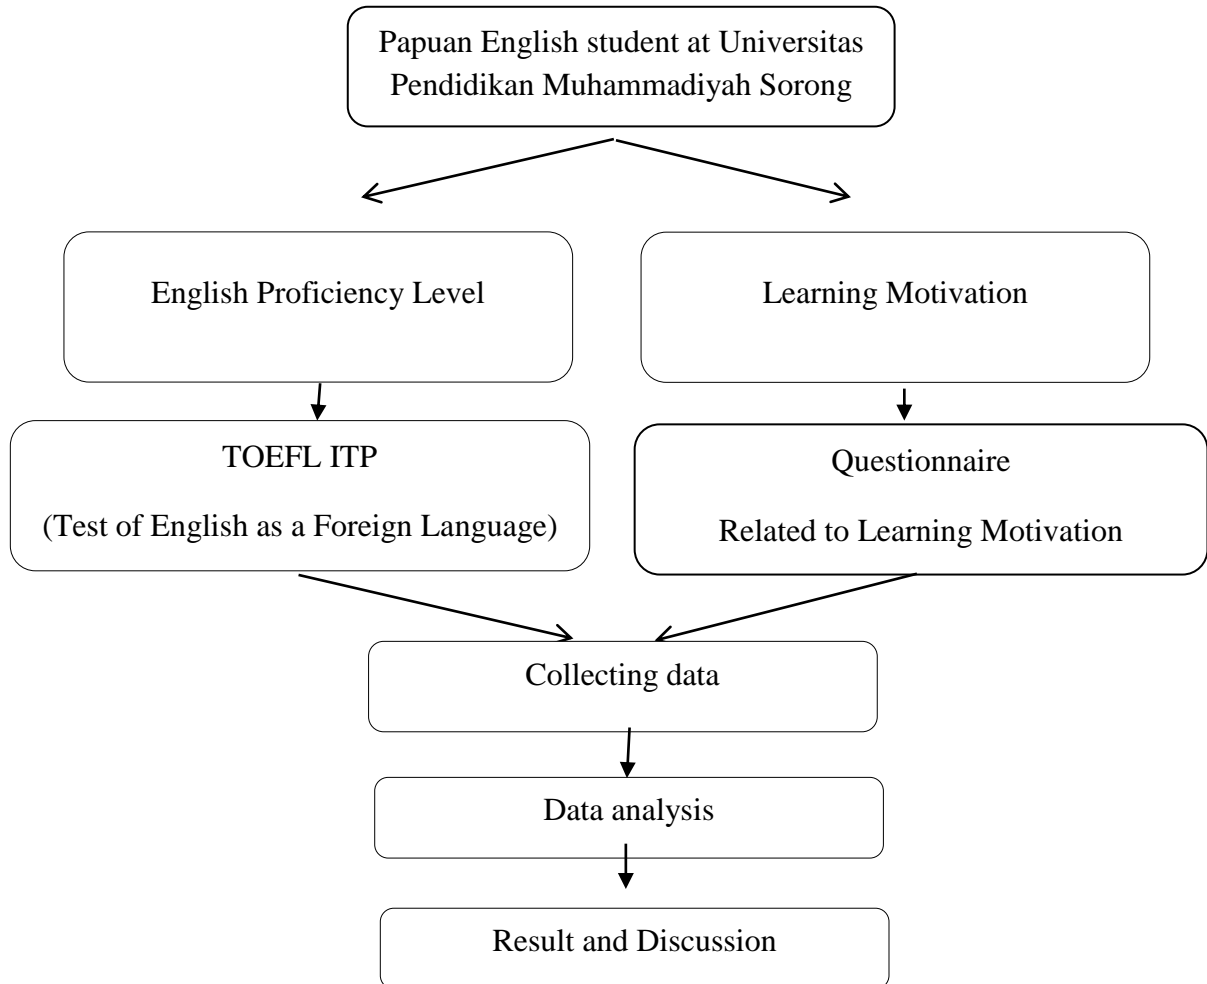 Papuan English student at Universitas
Pendidikan Muhammadiyah Sorong
English Proficiency Level
Learning Motivation
TOEFL ITP
(Test of English as a Foreign Language)
Questionnaire
Related to Learning Motivation
Collecting data
Data analysis
Result and Discussion